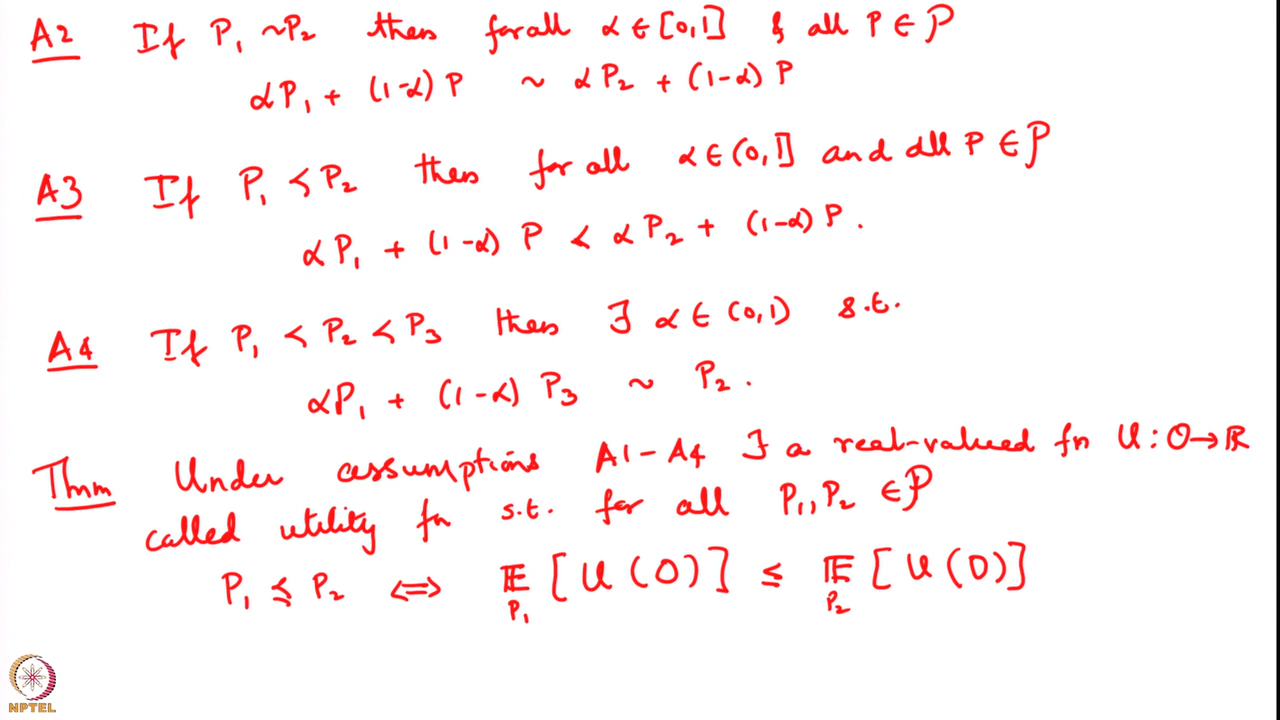 A2 If P₁ ~ P₂ then for all α ∈ [0,1] & all P ∈ 𝒫
αP₁ + (1-α) P ~ αP₂ + (1-α) P
A3 If P₁ ≺ P₂ then for all α ∈ (0,1] and all P ∈ 𝒫
αP₁ + (1-α) P ≺ αP₂ + (1-α) P.
A4 If P₁ ≺ P₂ ≺ P₃ then ∃ α ∈ (0,1) s.t.
αP₁ + (1-α) P₃ ~ P₂.
Thm Under assumptions A1-A4 ∃ a real-valued fn U : O → ℝ
called utility fn s.t. for all P₁, P₂ ∈ 𝒫
P₁ ≼ P₂ ⇔ 𝔼_P₁ [U(O)] ≤ 𝔼_P₂ [U(O)]
NPTEL